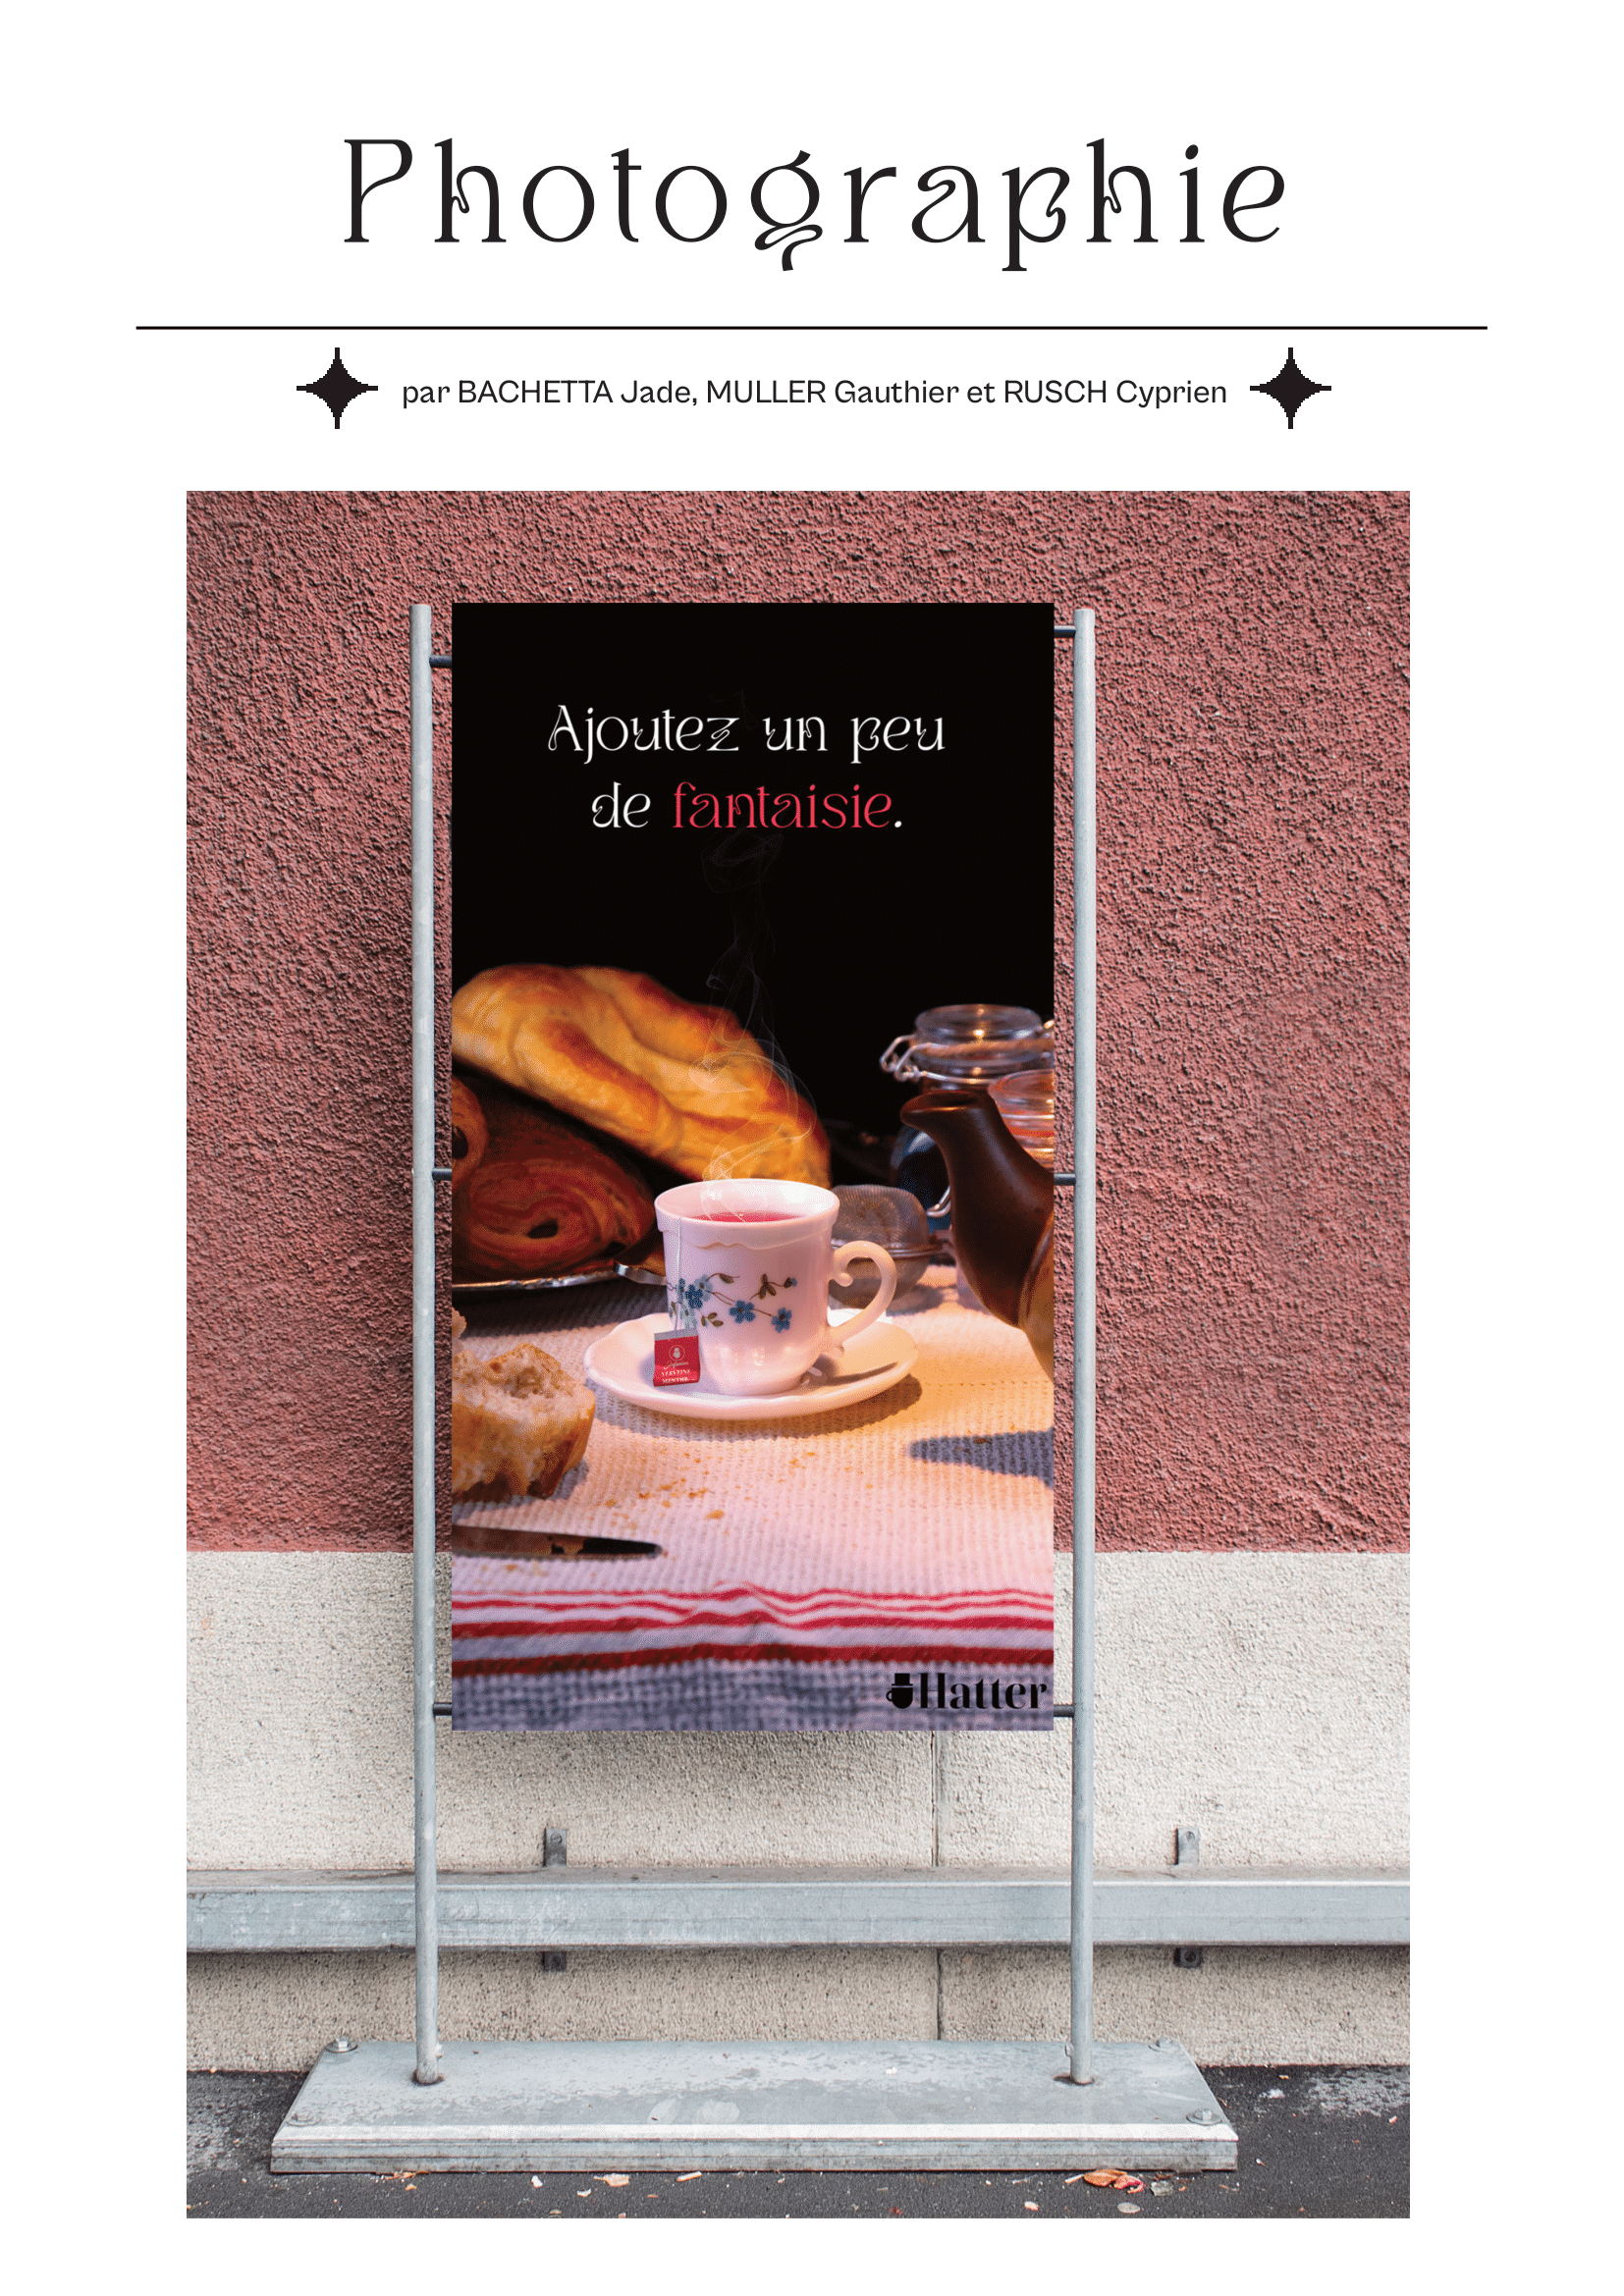 Photographie
par BACHETTA Jade, MULLER Gauthier et RUSCH Cyprien
Ajoutez un peu
de fantaisie.
Hatter